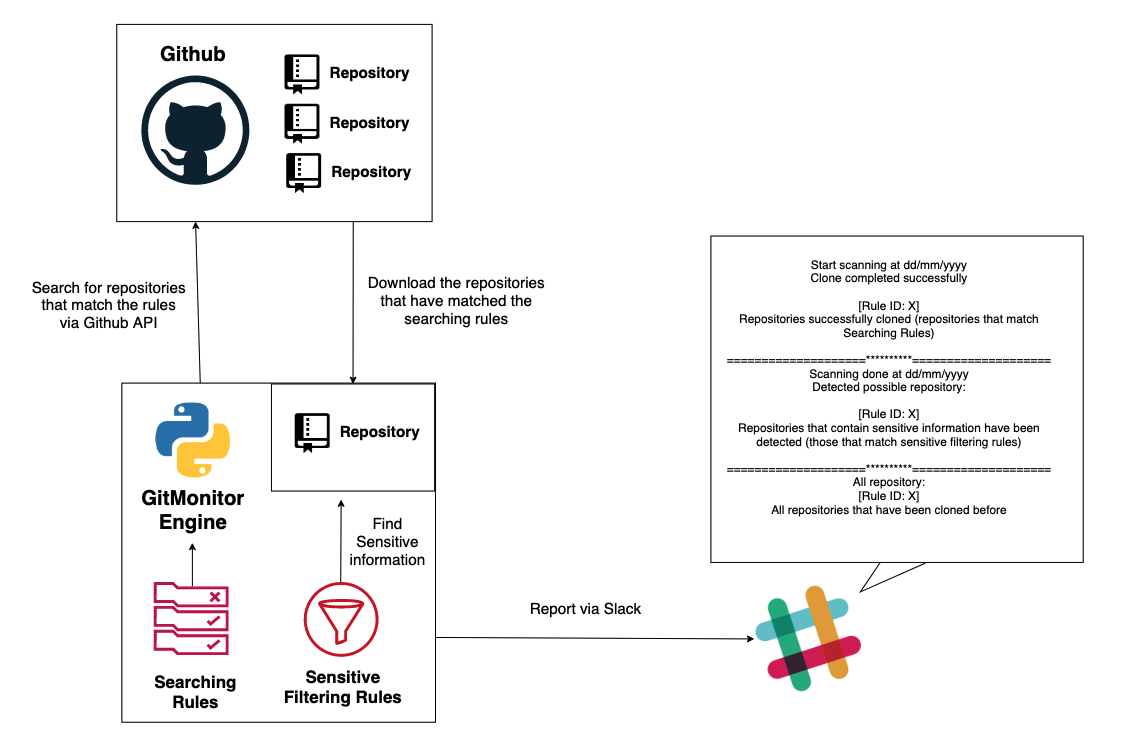 Github
Repository
Repository
Repository
Search for repositories
that match the rules
via Github API
Download the repositories
that have matched the
searching rules
GitMonitor
Engine
Repository
Find
Sensitive
information
Searching
Rules
Sensitive
Filtering Rules
Report via Slack
Start scanning at dd/mm/yyyy
Clone completed successfully
[Rule ID: X]
Repositories successfully cloned (repositories that match
Searching Rules)
====================**********====================
Scanning done at dd/mm/yyyy
Detected possible repository:
[Rule ID: X]
Repositories that contain sensitive information have been
detected (those that match sensitive filtering rules)
====================**********====================
All repository:
[Rule ID: X]
All repositories that have been cloned before